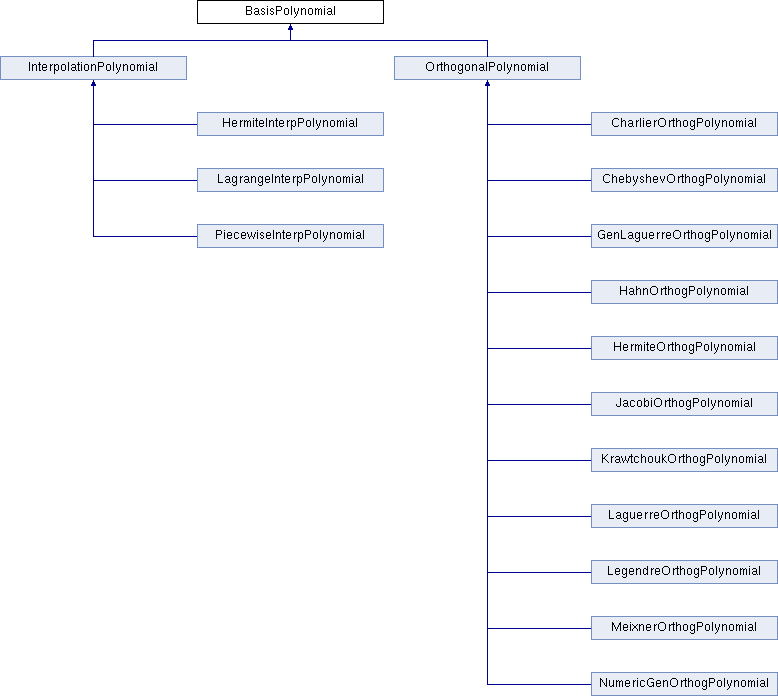 BasisPolynomial
InterpolationPolynomial
OrthogonalPolynomial
HermiteInterpPolynomial
CharlierOrthogPolynomial
LagrangeInterpPolynomial
ChebyshevOrthogPolynomial
PiecewiseInterpPolynomial
GenLaguerreOrthogPolynomial
HahnOrthogPolynomial
HermiteOrthogPolynomial
JacobiOrthogPolynomial
KrawtchoukOrthogPolynomial
LaguerreOrthogPolynomial
LegendreOrthogPolynomial
MeixnerOrthogPolynomial
NumericGenOrthogPolynomial